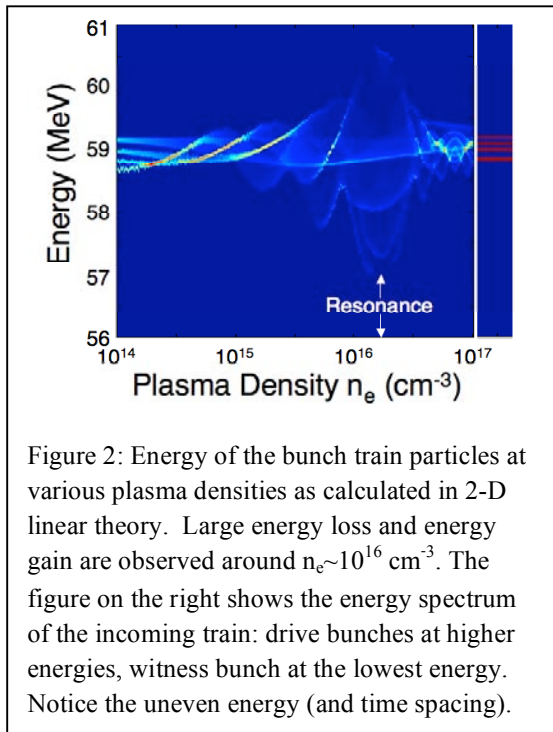 61
60
59
58
57
56
Energy (MeV)
Resonance
10^14
10^15
10^16
10^17
Plasma Density n_e (cm^-3)
Figure 2: Energy of the bunch train particles at
various plasma densities as calculated in 2-D
linear theory.  Large energy loss and energy
gain are observed around n_e~10^16 cm^-3. The
figure on the right shows the energy spectrum
of the incoming train: drive bunches at higher
energies, witness bunch at the lowest energy.
Notice the uneven energy (and time spacing).